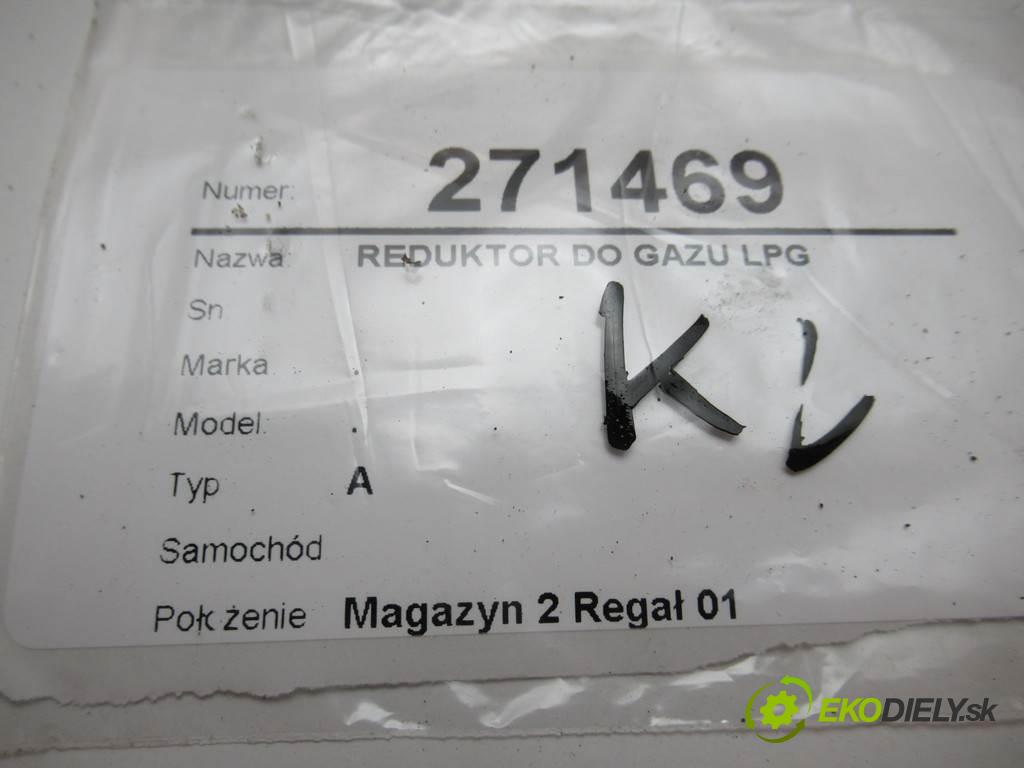 Numer: 271469
Nazwa: REDUKTOR DO GAZU LPG
Sn
Marka
Model: .
Typ A
Samochód
Położenie Magazyn 2 Regał 01
EKODIELY.sk